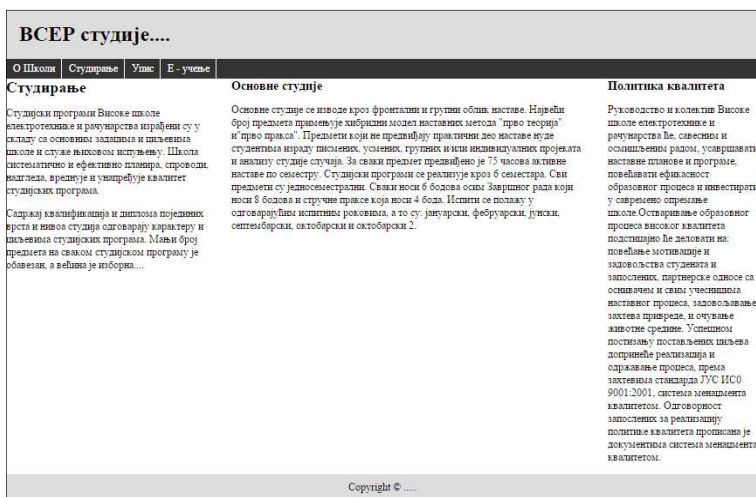 ВСЕР студије....
О Школи
Студирање
Упис
Е - учење
Студирање
Студијски програми Високе школе
електротехнике и рачунарства израђени су у
складу са основним задацима и циљевима
школе и служе њиховом испуњењу. Школа
систематично и ефективно планира, спроводи,
надгледа, вреднује и унапређује квалитет
студијских програма.
Садржај квалификација и диплома појединих
врста и нивоа студија одговарају карактеру и
циљевима студијских програма. Мањи број
предмета на сваком студијском програму је
обавезан, а већина је изборна....
Основне студије
Основне студије се изводе кроз фронтални и групни облик наставе. Највећи
број предмета примењује хибридни модел наставних метода "прво теорија"
и"прво пракса". Предмети који не предвиђају практични део наставе нуде
студентима израду писмених, усмених, групних и/или индивидуалних пројеката
и анализу студије случаја. За сваки предмет предвиђено је 75 часова активне
наставе по семестру. Студијски програми се реализује кроз 6 семестара. Сви
предмети су једносеместрални. Сваки носи 6 бодова осим Завршног рада који
носи 8 бодова и стручне праксе која носи 4 бода. Испити се полажу у
одговарајућим испитним роковима, а то су: јануарски, фебруарски, јунски,
септембарски, октобарски и октобарски 2.
Политика квалитета
Руководство и колектив Високе
школе електротехнике и
рачунарства ће, савесним и
осмишљеним радом, усавршавати
наставне планове и програме,
повећавати ефикасност
образовног процеса и инвестирати
у савремено опремање
школе.Остваривање образовног
процеса високог квалитета
подстицајно ће деловати на:
повећање мотивације и
задовољства студената и
запослених, партнерске односе са
оснивачем и свим учесницима
наставног процеса, задовољавање
захтева привреде, и очување
животне средине. Успешном
постизању постављених циљева
допринеће реализација и
одржавање процеса, према
захтевима стандарда ЈУС ИС0
9001:2001, система менаџмента
квалитетом. Одговорност
запослених за реализацију
политике квалитета прописана је
документима система менаџмента
квалитетом.
Copyright © .....